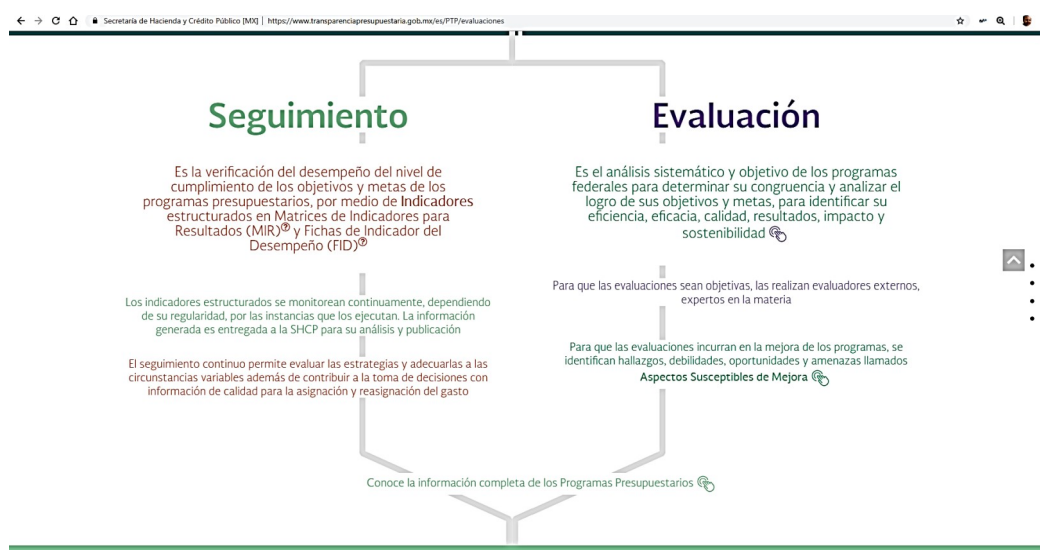 Secretaría de Hacienda y Crédito Público [MX] | https://www.transparenciapresupuestaria.gob.mx/es/PTP/evaluaciones
Seguimiento
Es la verificación del desempeño del nivel de
cumplimiento de los objetivos y metas de los
programas presupuestarios, por medio de Indicadores
estructurados en Matrices de Indicadores para
Resultados (MIR)? y Fichas de Indicador del
Desempeño (FID)?
Los indicadores estructurados se monitorean continuamente, dependiendo
de su regularidad, por las instancias que los ejecutan. La información
generada es entregada a la SHCP para su análisis y publicación
El seguimiento continuo permite evaluar las estrategias y adecuarlas a las
circunstancias variables además de contribuir a la toma de decisiones con
información de calidad para la asignación y reasignación del gasto
Evaluación
Es el análisis sistemático y objetivo de los programas
federales para determinar su congruencia y analizar el
logro de sus objetivos y metas, para identificar su
eficiencia, eficacia, calidad, resultados, impacto y
sostenibilidad
Para que las evaluaciones sean objetivas, las realizan evaluadores externos,
expertos en la materia
Para que las evaluaciones incurran en la mejora de los programas, se
identifican hallazgos, debilidades, oportunidades y amenazas llamados
Aspectos Susceptibles de Mejora
Conoce la información completa de los Programas Presupuestarios